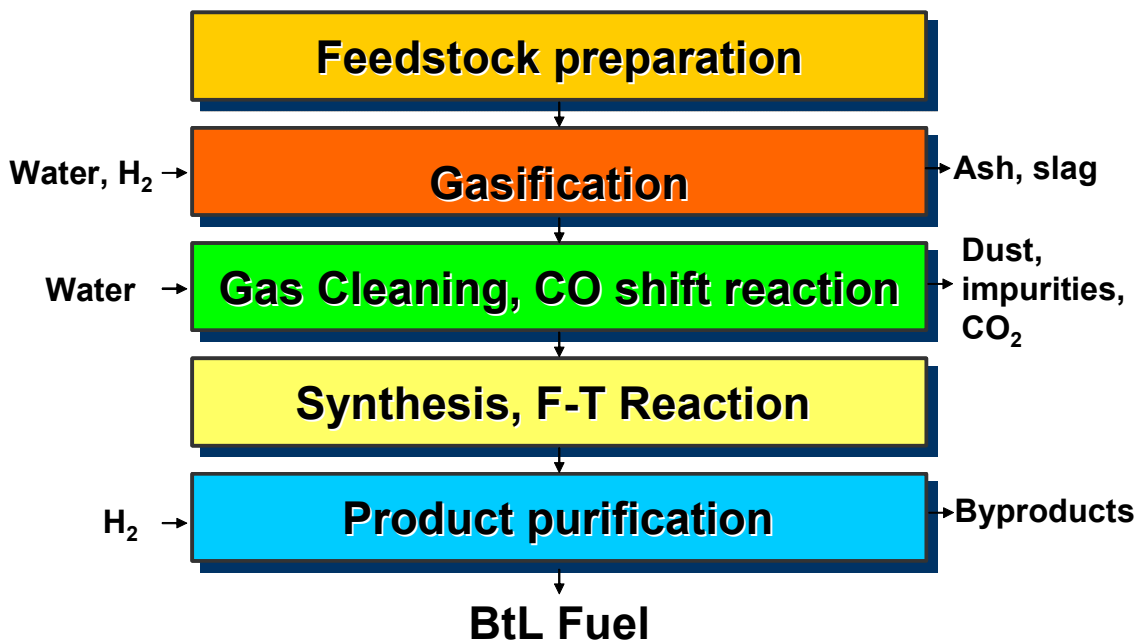 Feedstock preparation
Water, H₂
Gasification
Ash, slag
Water
Gas Cleaning, CO shift reaction
Dust,
impurities,
CO₂
Synthesis, F-T Reaction
H₂
Product purification
Byproducts
BtL Fuel